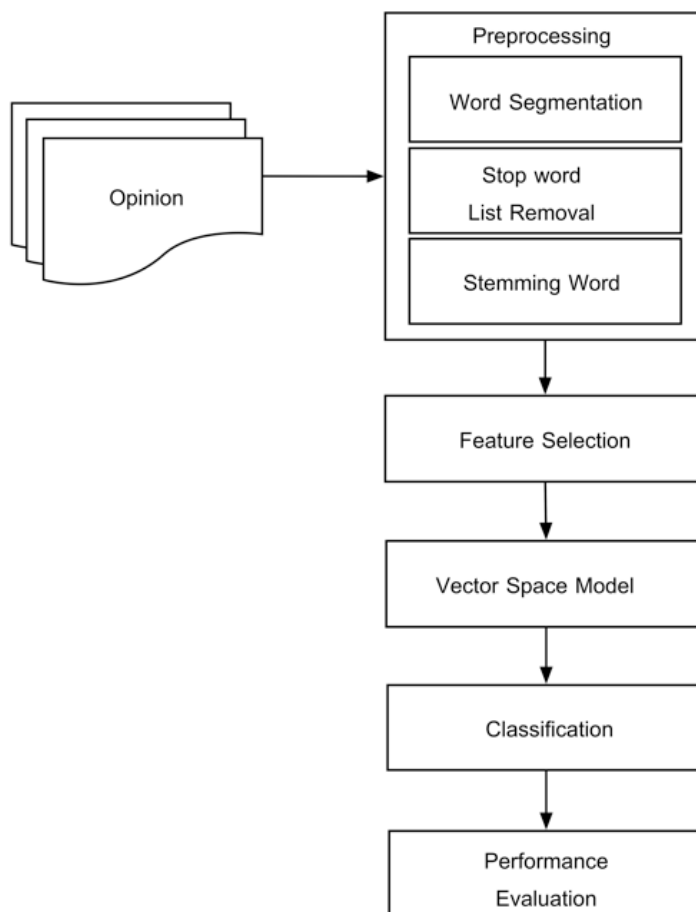 Preprocessing
Word Segmentation
Opinion
Stop word
List Removal
Stemming Word
Feature Selection
Vector Space Model
Classification
Performance
Evaluation